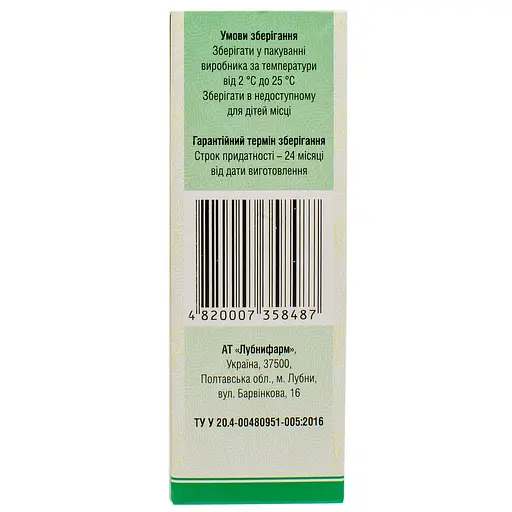 Умови зберігання
Зберігати у пакуванні
виробника за температури
від 2 °С до 25 °С
Зберігати в недоступному
для дітей місці
Гарантійний термін зберігання
Строк придатності – 24 місяці
від дати виготовлення
4 820007 358487
АТ «Лубнифарм»,
Україна, 37500,
Полтавська обл., м. Лубни,
вул. Барвінкова, 16
ТУ У 20.4-00480951-005:2016